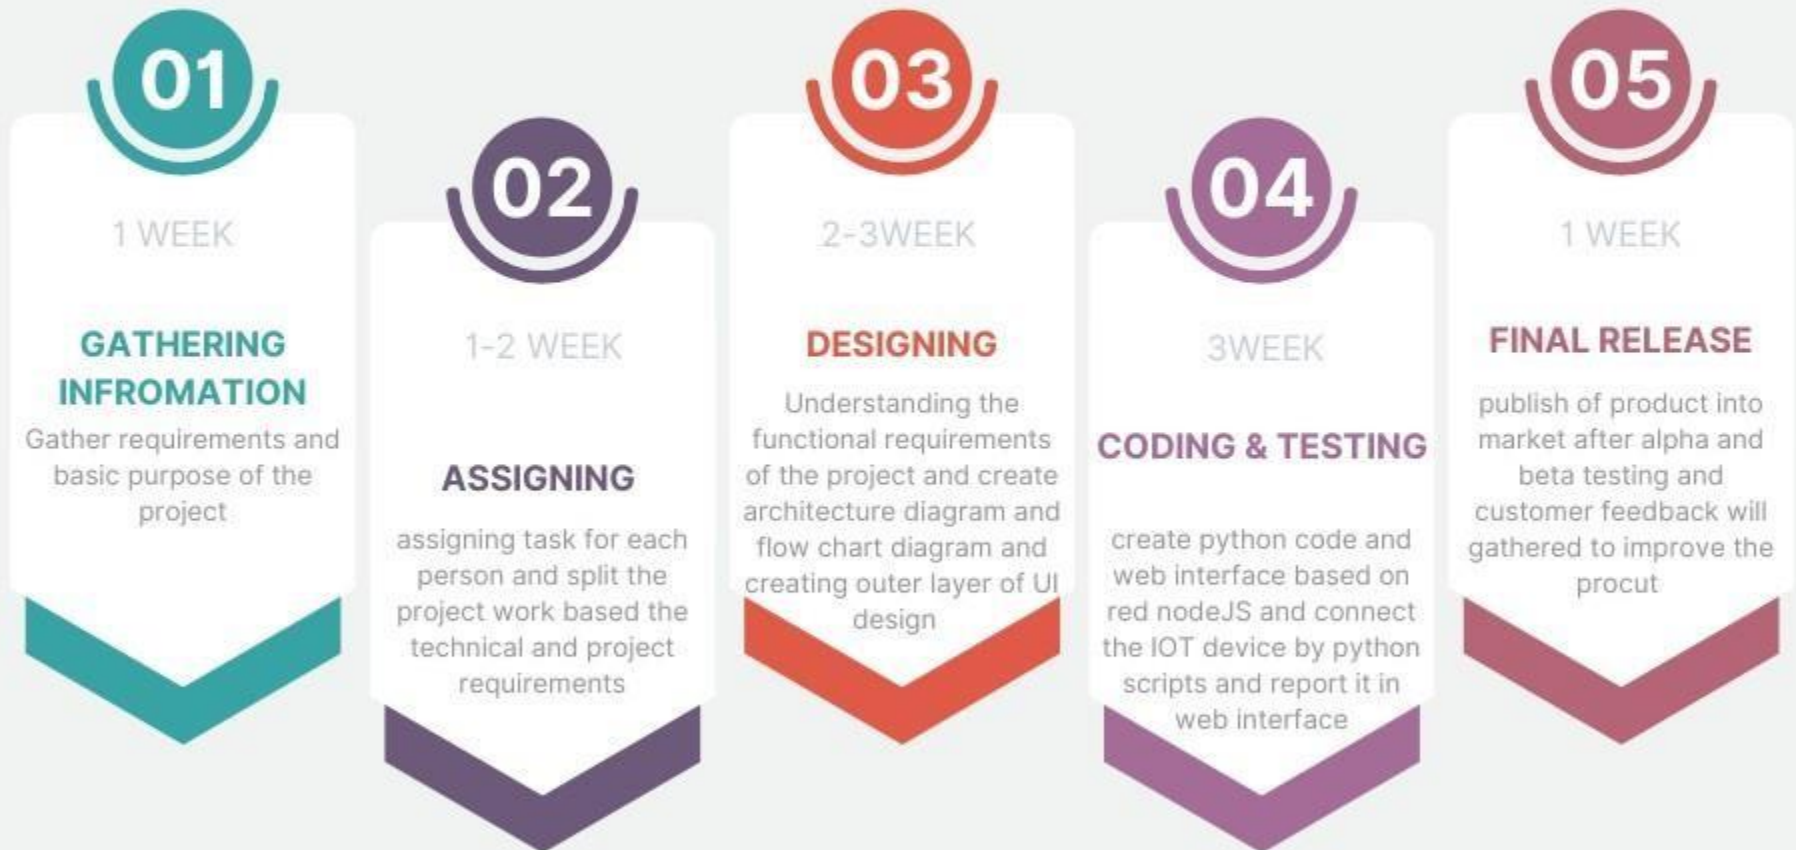 01
1 WEEK
GATHERING
INFROMATION
Gather requirements and
basic purpose of the
project
02
1-2 WEEK
ASSIGNING
assigning task for each
person and split the
project work based the
technical and project
requirements
03
2-3WEEK
DESIGNING
Understanding the
functional requirements
of the project and create
architecture diagram and
flow chart diagram and
creating outer layer of UI
design
04
3WEEK
CODING & TESTING
create python code and
web interface based on
red nodeJS and connect
the IOT device by python
scripts and report it in
web interface
05
1 WEEK
FINAL RELEASE
publish of product into
market after alpha and
beta testing and
customer feedback will
gathered to improve the
procut